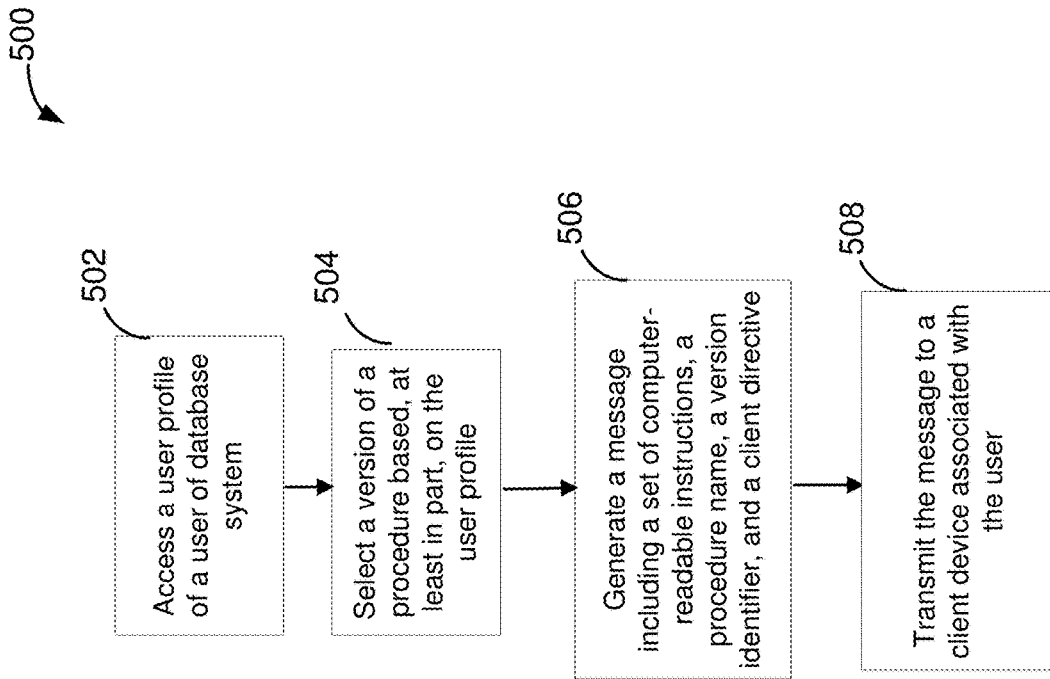 500
502
Access a user profile
of a user of database
system
504
Select a version of a
procedure based, at
least in part, on the
user profile
506
Generate a message
including a set of computer-
readable instructions, a
procedure name, a version
identifier, and a client directive
508
Transmit the message to a
client device associated with
the user